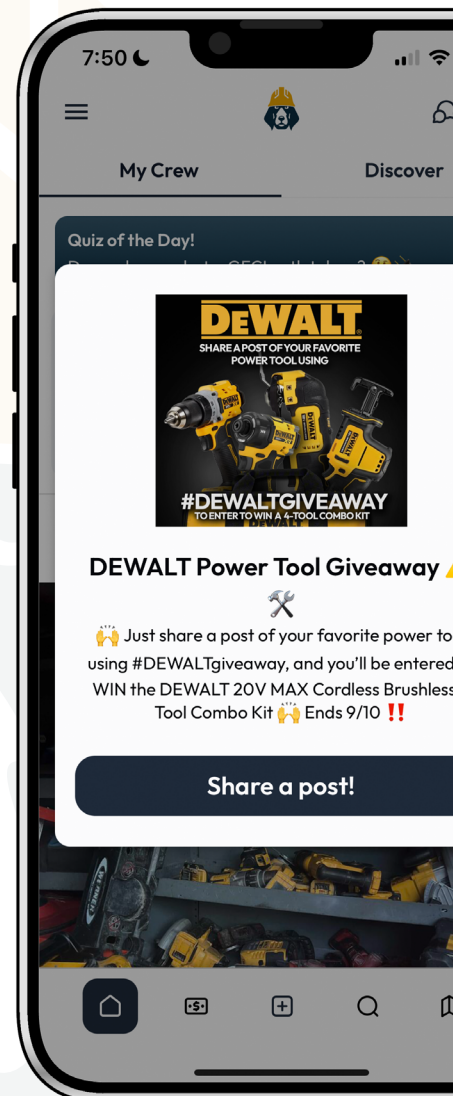 7:50
My Crew
Discover
Quiz of the Day!
DEWALT
SHARE A POST OF YOUR FAVORITE
POWER TOOL USING
#DEWALTGIVEAWAY
TO ENTER TO WIN A 4-TOOL COMBO KIT
DEWALT Power Tool Giveaway
🙌 Just share a post of your favorite power to
using #DEWALTgiveaway, and you'll be entered
WIN the DEWALT 20V MAX Cordless Brushless
Tool Combo Kit 🙌 Ends 9/10 ‼️
Share a post!